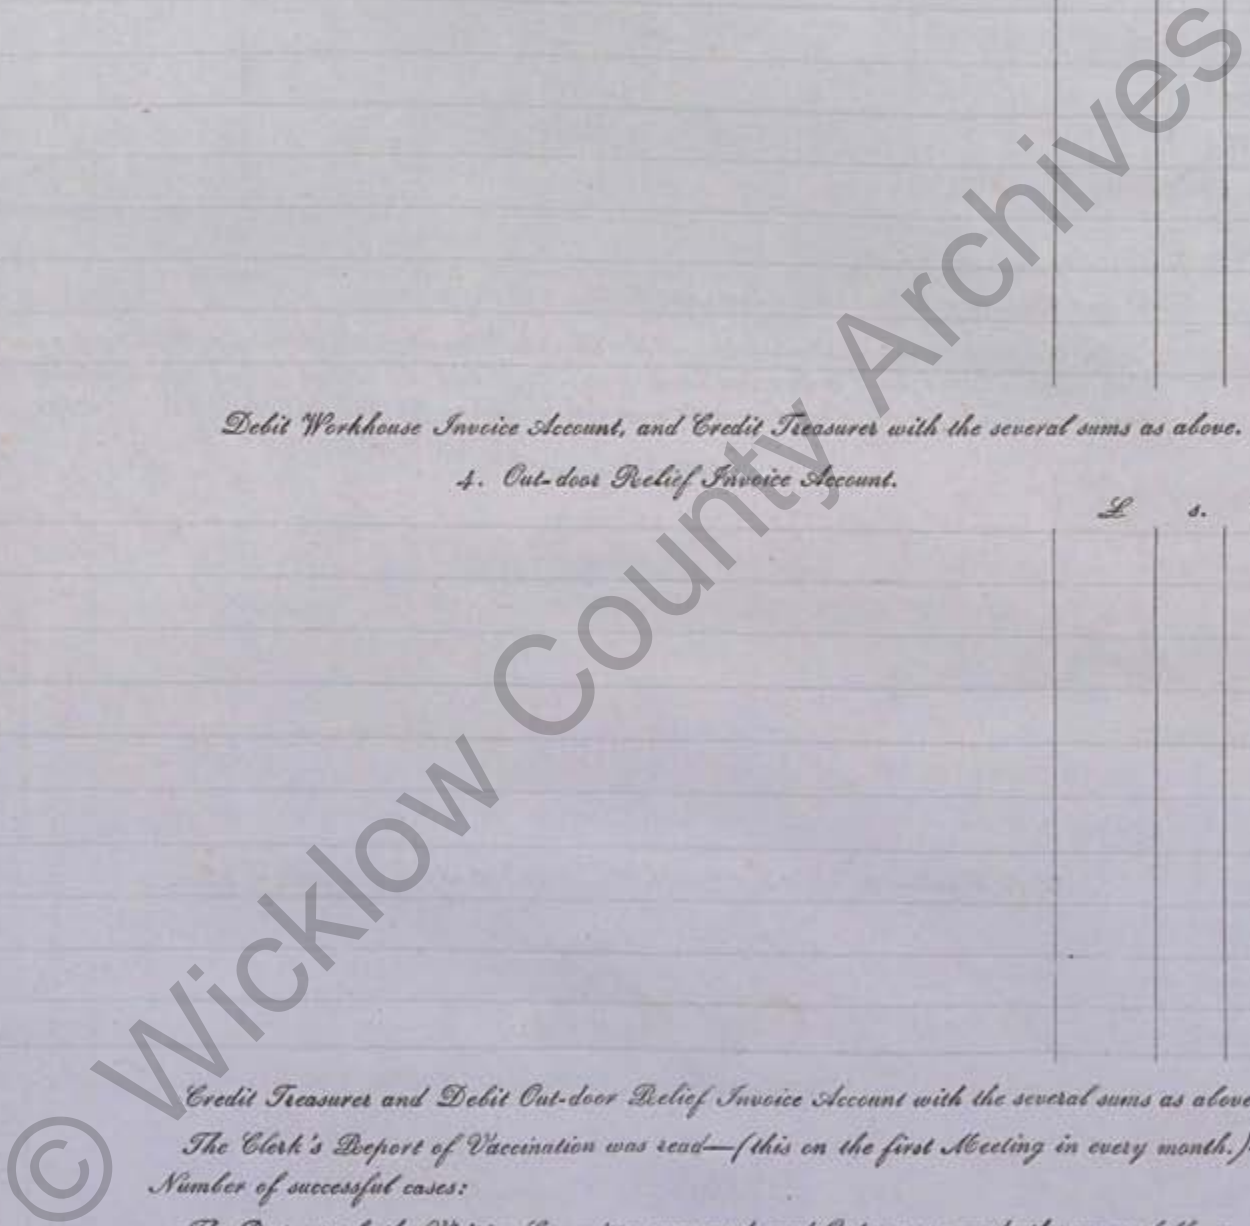 Debit Workhouse Invoice Account, and Credit Treasurer with the several sums as above.
4. Out-door Relief Invoice Account.
£ s.
Credit Treasurer and Debit Out-door Relief Invoice Account with the several sums as above
The Clerk's Report of Vaccination was read—(this on the first Meeting in every month.)
Number of successful cases:
© Wicklow County Archives